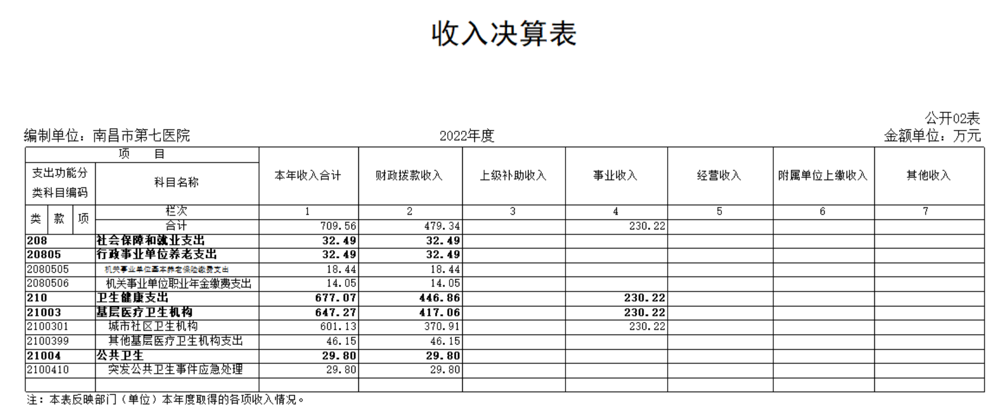 收入决算表
公开02表
编制单位：南昌市第七医院 2022年度 金额单位：万元
项 目 本年收入合计 财政拨款收入 上级补助收入 事业收入 经营收入 附属单位上缴收入 其他收入
支出功能分类科目编码 科目名称
类 款 项 栏次 1 2 3 4 5 6 7
合计 709.56 479.34 230.22
208 社会保障和就业支出 32.49 32.49
20805 行政事业单位养老支出 32.49 32.49
2080505 机关事业单位基本养老保险缴费支出 18.44 18.44
2080506 机关事业单位职业年金缴费支出 14.05 14.05
210 卫生健康支出 677.07 446.86 230.22
21003 基层医疗卫生机构 647.27 417.06 230.22
2100301 城市社区卫生机构 601.13 370.91 230.22
2100399 其他基层医疗卫生机构支出 46.15 46.15
21004 公共卫生 29.80 29.80
2100410 突发公共卫生事件应急处理 29.80 29.80
注：本表反映部门（单位）本年度取得的各项收入情况。